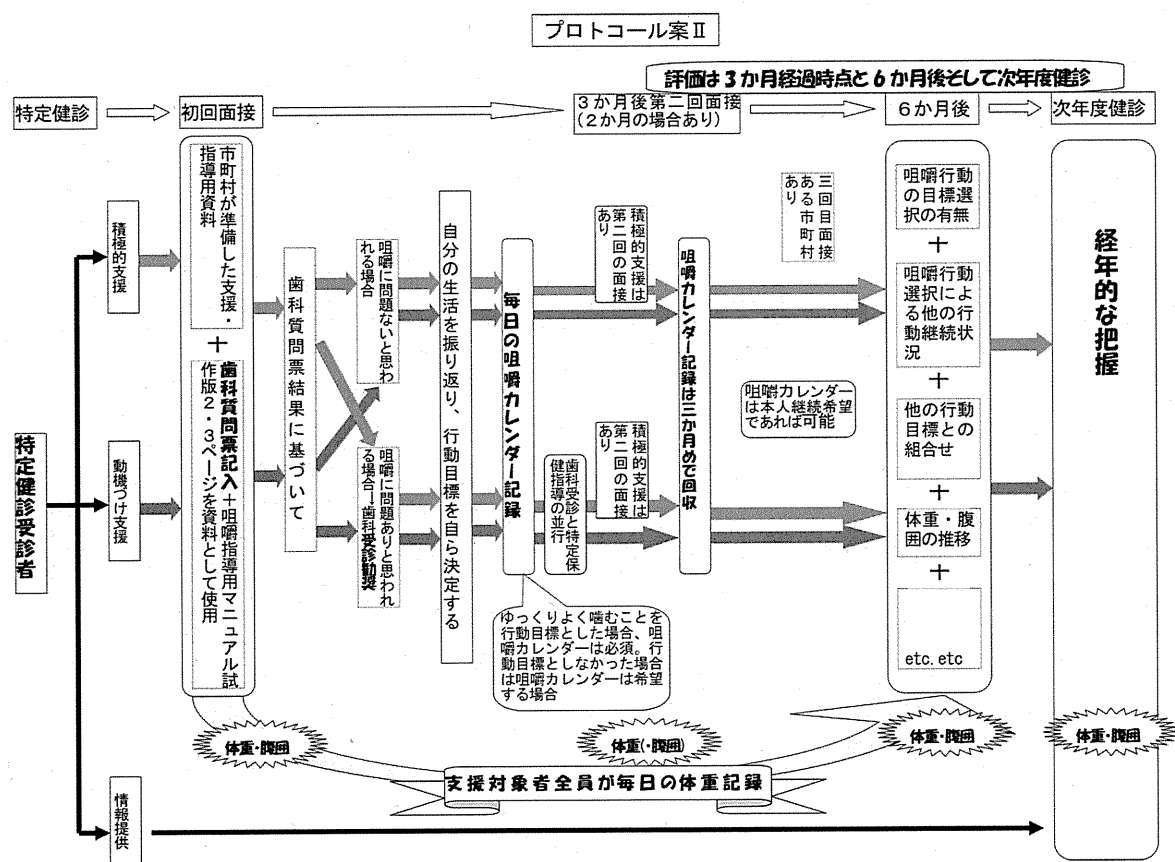 プロトコール案Ⅱ
評価は3か月経過時点と6か月後そして次年度健診
特定健診
初回面接
3か月後第二回面接
(2か月の場合あり)
6か月後
次年度健診
特定健診受診者
積極的支援
動機づけ支援
情報提供
市町村が準備した支援・
指導用資料
+
歯科質問票記入+咀嚼指導用マニュアル試
作版2・3ページを資料として使用
歯科質問票結果に基づいて
咀嚼に問題ないと思わ
れる場合
咀嚼に問題ありと思われ
る場合→歯科受診勧奨
自分の生活を振り返り、行動目標を自ら決定する
毎日の咀嚼カレンダー記録
積極的支援は
第二回の面接
あり
歯科受診と特定保
健指導の並行
積極的支援は
第二回の面接
あり
咀嚼カレンダー記録は三か月めで回収
三回目面接
ある市町村
あり
咀嚼カレンダー
は本人継続希望
であれば可能
ゆっくりよく噛むことを
行動目標とした場合、咀
嚼カレンダーは必須。行
動目標としなかった場合
は咀嚼カレンダーは希望
する場合
咀嚼行動
の目標選
択の有無
+
咀嚼行動
選択によ
る他の行
動継続状
況
+
他の行動
目標との
組合せ
+
体重・腹
囲の推移
+
etc. etc
経年的な把握
体重・腹囲
体重(・腹囲)
体重・腹囲
体重・腹囲
支援対象者全員が毎日の体重記録